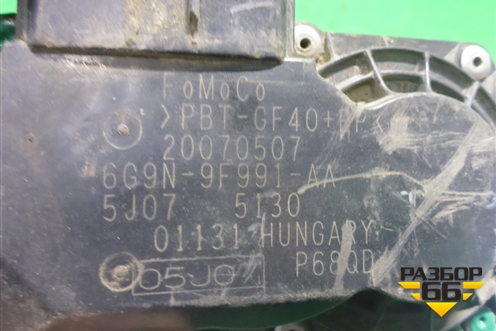 FoMoCo
>PBT-GF40+ P<
20070507
6G9N-9F991-AA
5J07 5130
01131 HUNGARY
P68QD
05J07
РАЗБОР
66